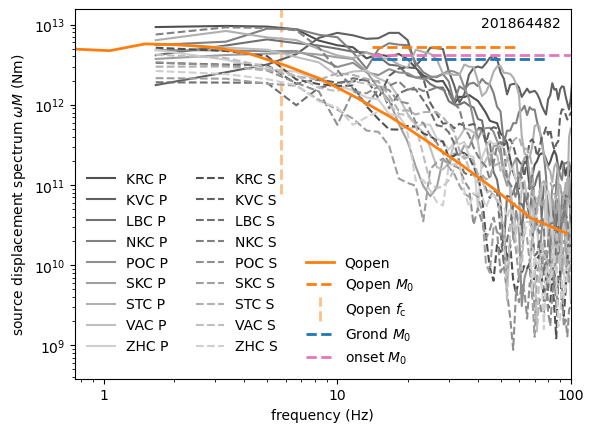 201864482
source displacement spectrum ωM (Nm)
10¹³
10¹²
10¹¹
10¹⁰
10⁹
KRC P
KVC P
LBC P
NKC P
POC P
SKC P
STC P
VAC P
ZHC P
KRC S
KVC S
LBC S
NKC S
POC S
SKC S
STC S
VAC S
ZHC S
Qopen
Qopen M₀
Qopen f_c
Grond M₀
onset M₀
1
10
100
frequency (Hz)